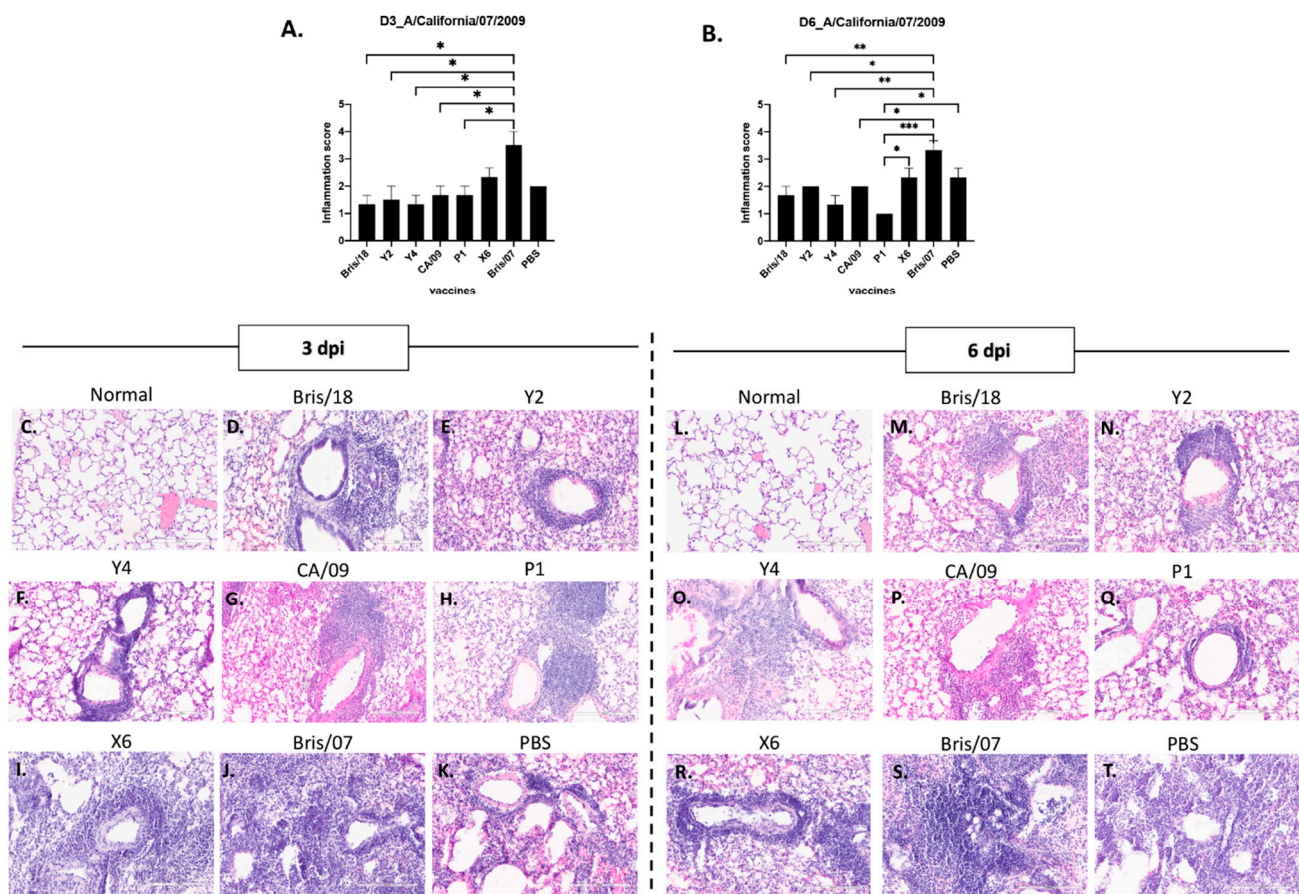 D3_A/California/07/2009
A.
*
*
*
*
*
5
4
3
2
1
0
Inflammation score
Bris/18 Y2 Y4 CA/09 P1 X6 Bris/07 PBS
vaccines
D6_A/California/07/2009
B.
**
*
**
*
*
***
*
5
4
3
2
1
0
Inflammation score
Bris/18 Y2 Y4 CA/09 P1 X6 Bris/07 PBS
vaccines
3 dpi
Normal Bris/18 Y2
C. D. E.
Y4 CA/09 P1
F. G. H.
X6 Bris/07 PBS
I. J. K.
6 dpi
Normal Bris/18 Y2
L. M. N.
Y4 CA/09 P1
O. P. Q.
X6 Bris/07 PBS
R. S. T.